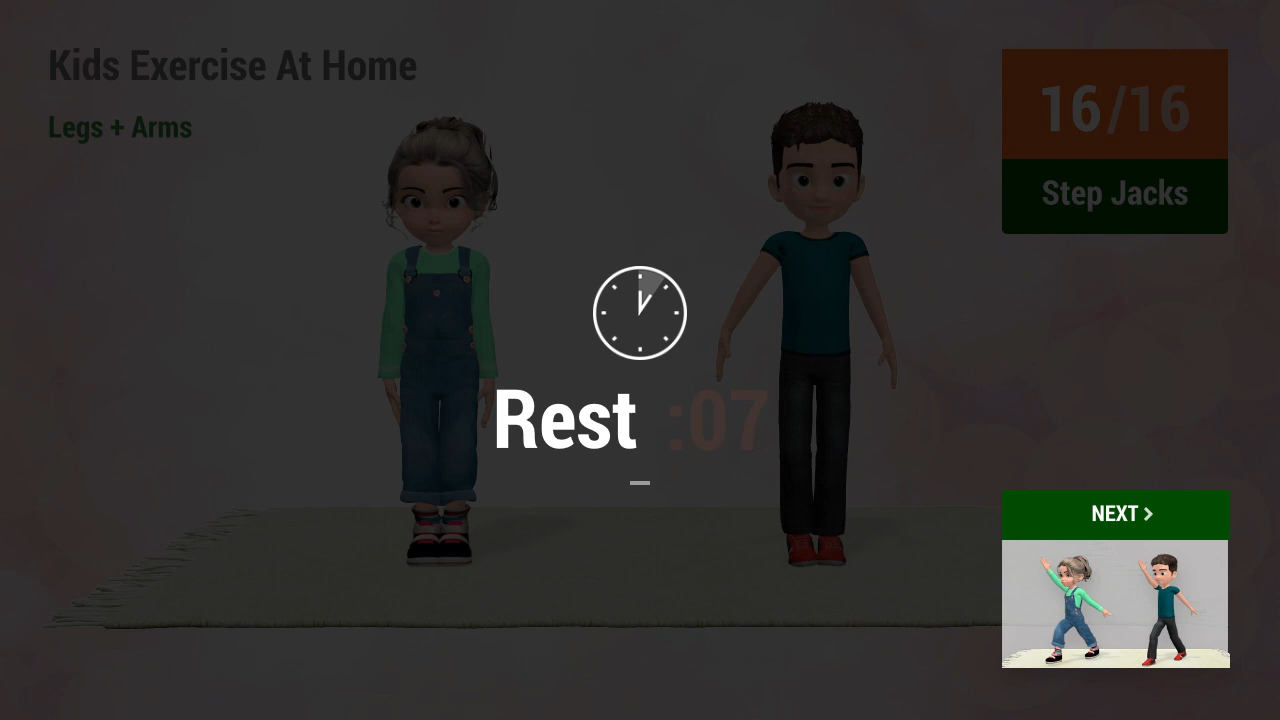 Kids Exercise At Home
Legs + Arms
16/16
Step Jacks
Rest :07
NEXT >